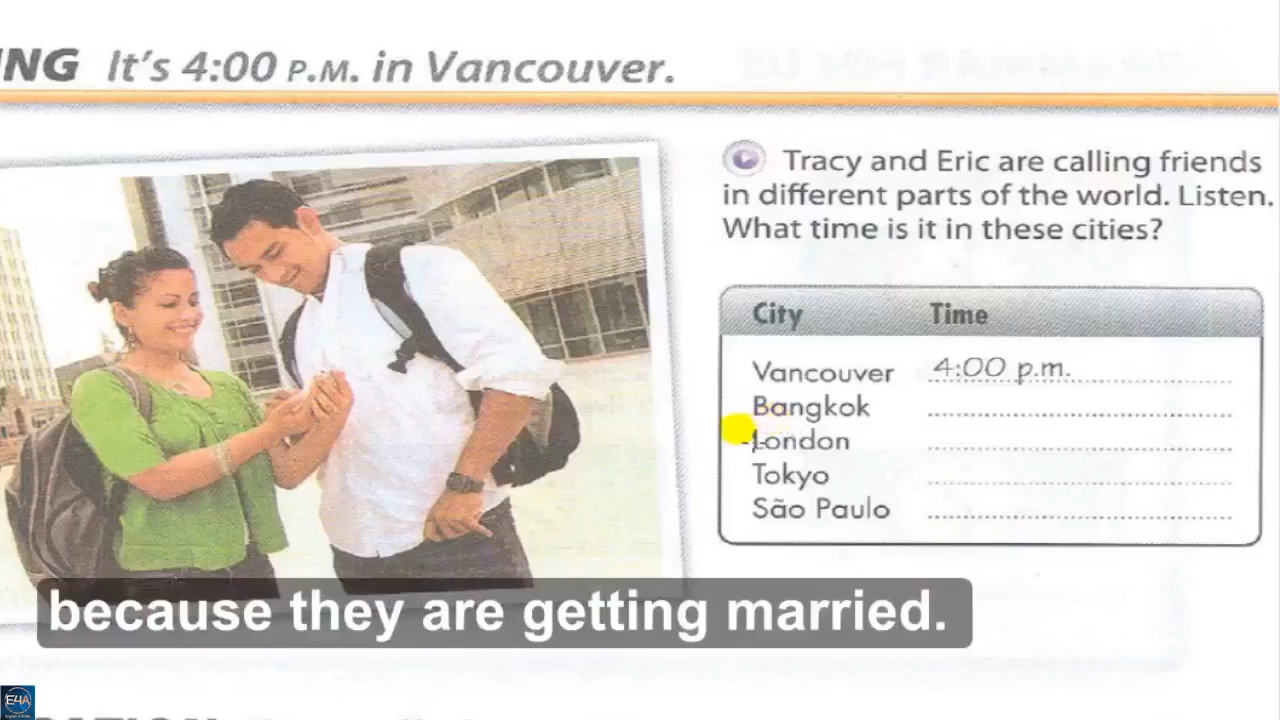 NG It's 4:00 P.M. in Vancouver.
Tracy and Eric are calling friends
in different parts of the world. Listen.
What time is it in these cities?
City Time
Vancouver 4:00 p.m.
Bangkok
London
Tokyo
São Paulo
because they are getting married.
E4A